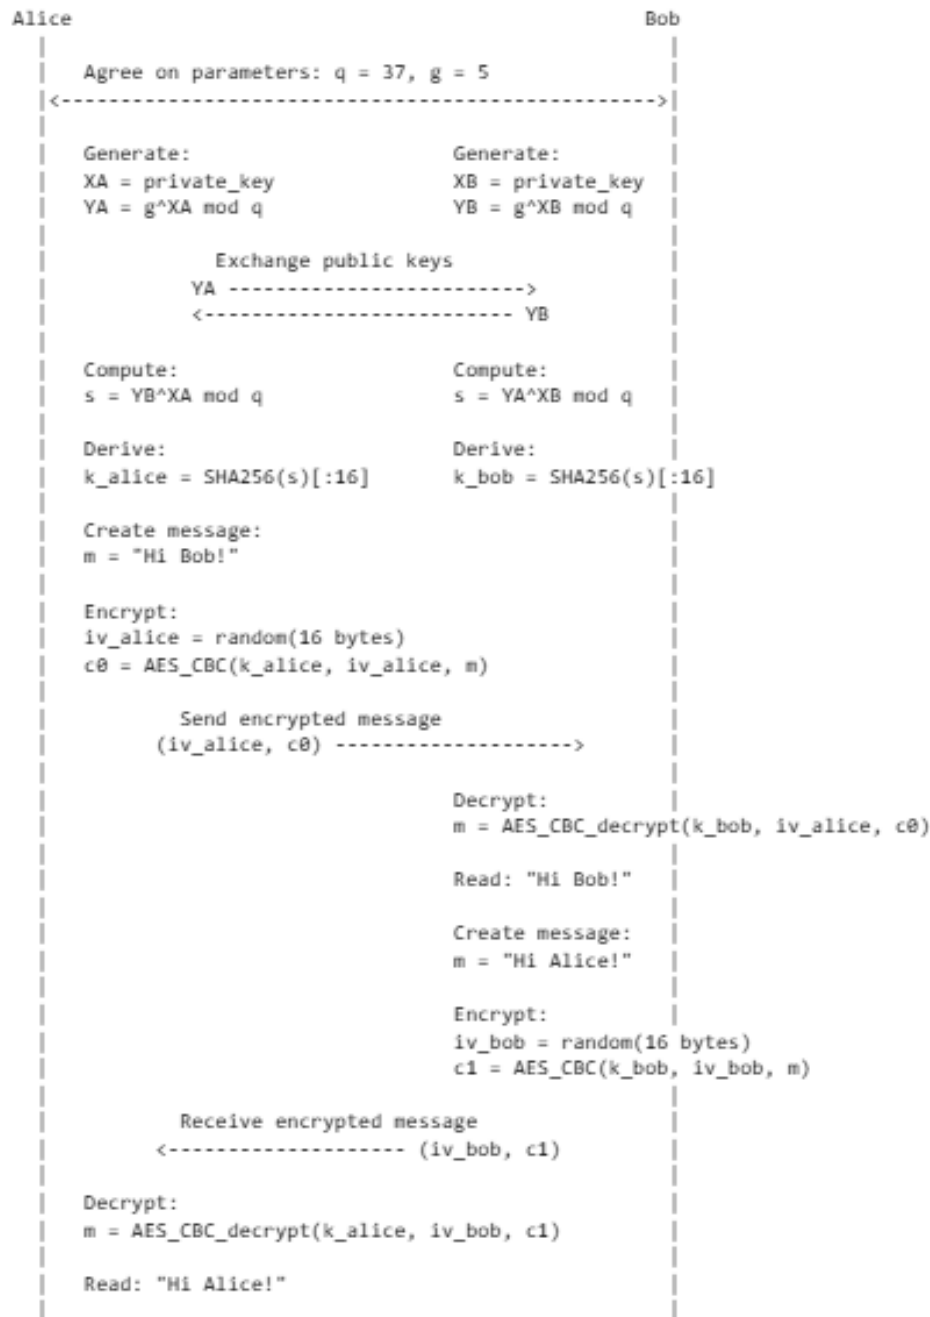 Alice Bob
Agree on parameters: q = 37, g = 5
<-------------------------------------------------->
Generate: Generate:
XA = private_key XB = private_key
YA = g^XA mod q YB = g^XB mod q
Exchange public keys
YA ------------------------->
<-------------------------- YB
Compute: Compute:
s = YB^XA mod q s = YA^XB mod q
Derive: Derive:
k_alice = SHA256(s)[:16] k_bob = SHA256(s)[:16]
Create message:
m = "Hi Bob!"
Encrypt:
iv_alice = random(16 bytes)
c0 = AES_CBC(k_alice, iv_alice, m)
Send encrypted message
(iv_alice, c0) -------------------->
Decrypt:
m = AES_CBC_decrypt(k_bob, iv_alice, c0)
Read: "Hi Bob!"
Create message:
m = "Hi Alice!"
Encrypt:
iv_bob = random(16 bytes)
c1 = AES_CBC(k_bob, iv_bob, m)
Receive encrypted message
<-------------------- (iv_bob, c1)
Decrypt:
m = AES_CBC_decrypt(k_alice, iv_bob, c1)
Read: "Hi Alice!"